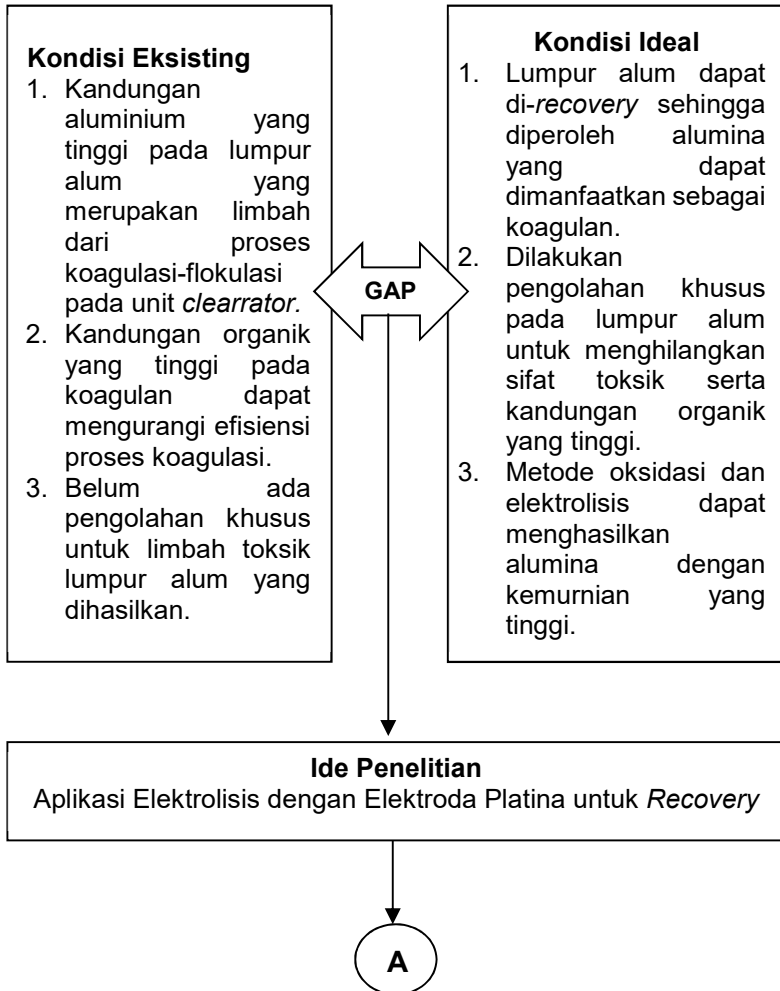 Kondisi Eksisting
1. Kandungan
aluminium yang
tinggi pada lumpur
alum yang
merupakan limbah
dari proses
koagulasi-flokulasi
pada unit clearrator.
2. Kandungan organik
yang tinggi pada
koagulan dapat
mengurangi efisiensi
proses koagulasi.
3. Belum ada
pengolahan khusus
untuk limbah toksik
lumpur alum yang
dihasilkan.
GAP
Kondisi Ideal
1. Lumpur alum dapat
di-recovery sehingga
diperoleh alumina
yang dapat
dimanfaatkan sebagai
koagulan.
2. Dilakukan
pengolahan khusus
pada lumpur alum
untuk menghilangkan
sifat toksik serta
kandungan organik
yang tinggi.
3. Metode oksidasi dan
elektrolisis dapat
menghasilkan
alumina dengan
kemurnian yang
tinggi.
Ide Penelitian
Aplikasi Elektrolisis dengan Elektroda Platina untuk Recovery
A